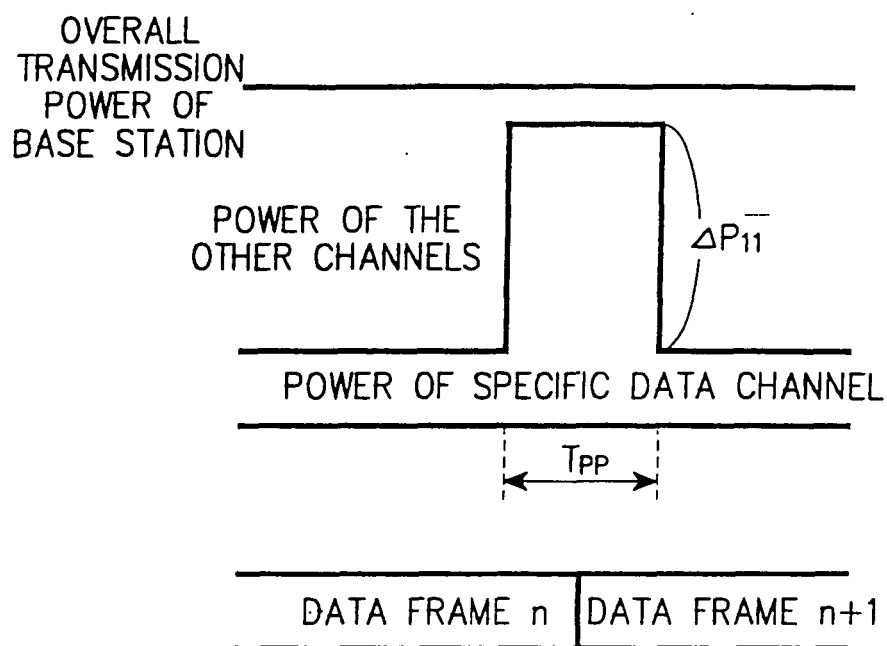 OVERALL
TRANSMISSION
POWER OF
BASE STATION
POWER OF THE
OTHER CHANNELS
ΔP11
POWER OF SPECIFIC DATA CHANNEL
TPP
DATA FRAME n
DATA FRAME n+1